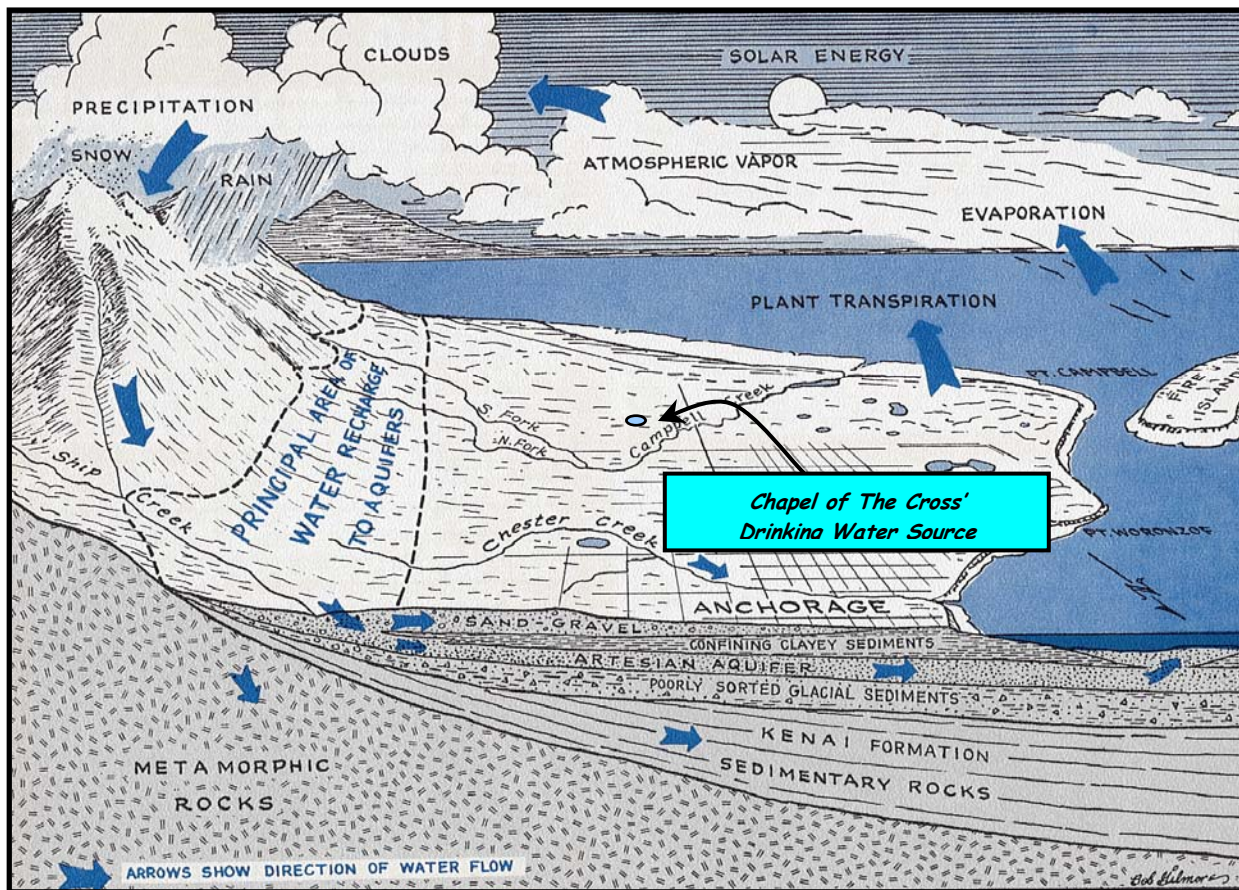 CLOUDS
SOLAR ENERGY
PRECIPITATION
SNOW
RAIN
ATMOSPHERIC VAPOR
EVAPORATION
PLANT TRANSPIRATION
PT. CAMPBELL
FIRE
ISLAND
PRINCIPAL AREA OF
WATER RECHARGE
TO AQUIFERS
S. Fork
N. Fork
Campbell Creek
Ship
Creek
Chapel of The Cross'
Drinking Water Source
Chester Creek
PT. WORONZOF
ANCHORAGE
SAND-GRAVEL
CONFINING CLAYEY SEDIMENTS
ARTESIAN AQUIFER
POORLY SORTED GLACIAL SEDIMENTS
KENAI FORMATION
SEDIMENTARY ROCKS
METAMORPHIC
ROCKS
ARROWS SHOW DIRECTION OF WATER FLOW
Bob Gilmore